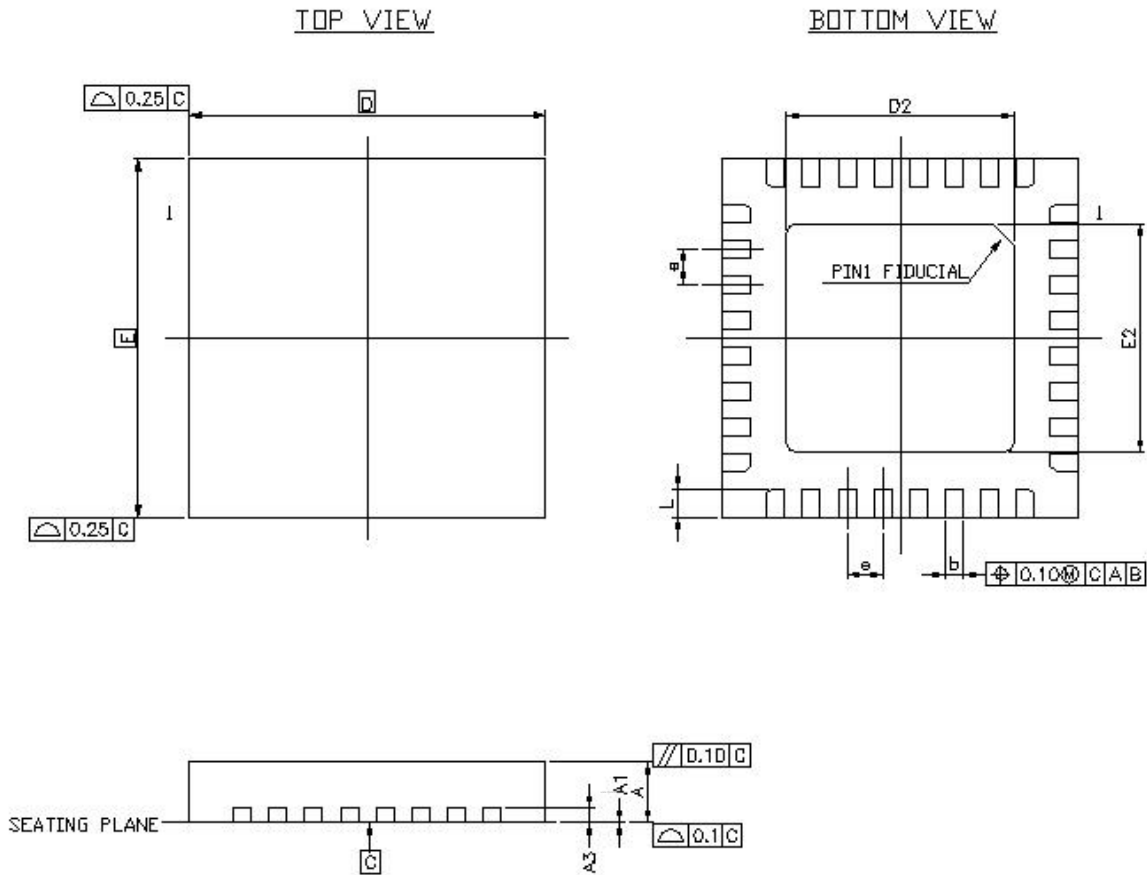 TOP VIEW
BOTTOM VIEW
0.25 C
D
D2
1
1
E
e
PIN1 FIDUCIAL
E2
L
0.25 C
e
b
0.10 Ⓜ C A B
// 0.10 C
A1
A
SEATING PLANE
0.1 C
C
A3